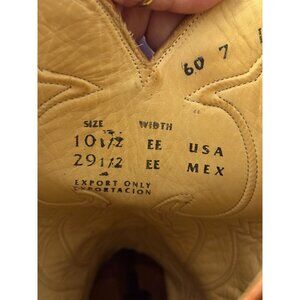 60 7
SIZE WIDTH
10 1/2 EE USA
29 1/2 EE MEX
EXPORT ONLY
EXPORTACION